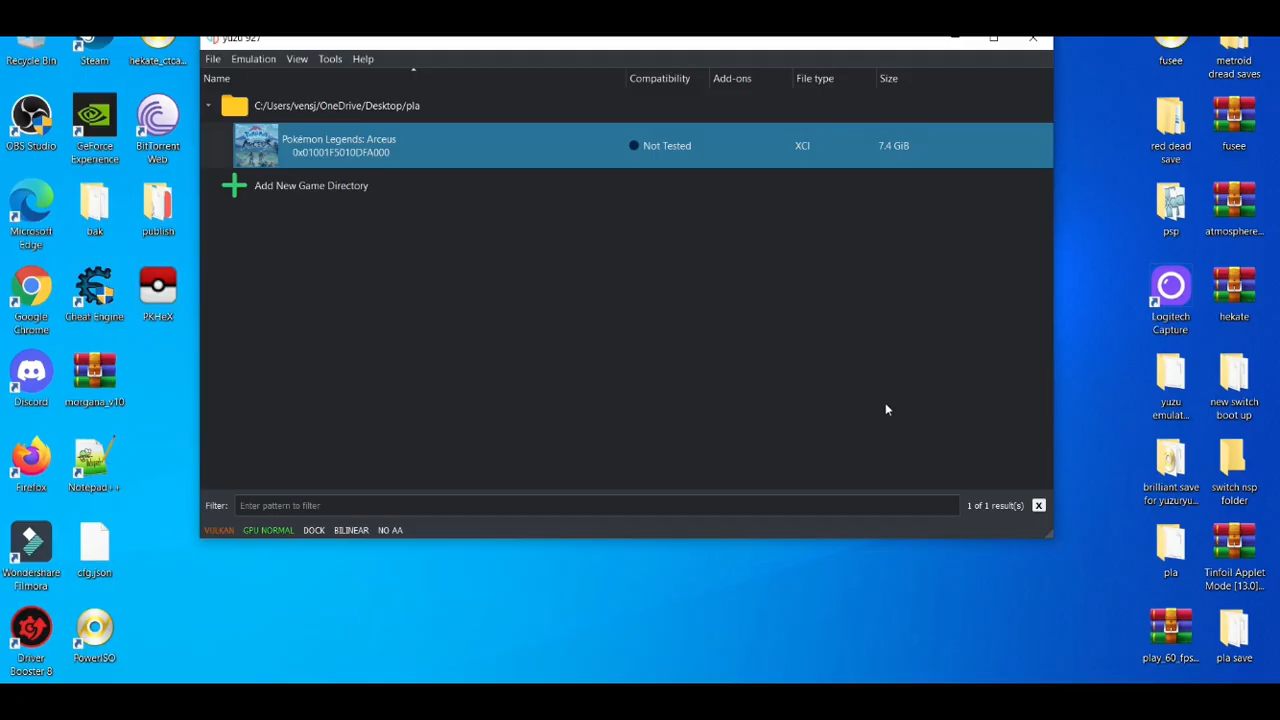 yuzu 927
File Emulation View Tools Help
Name Compatibility Add-ons File type Size
C:/Users/vensj/OneDrive/Desktop/pla
Pokémon Legends: Arceus
0x01001F5010DFA000
Not Tested XCI 7.4 GiB
Add New Game Directory
Filter: Enter pattern to filter 1 of 1 result(s) X
VULKAN GPU NORMAL DOCK BILINEAR NO AA
Recycle Bin
Steam
hekate_ctca...
OBS Studio
GeForce
Experience
BitTorrent
Web
Microsoft
Edge
bak
publish
Google
Chrome
Cheat Engine
PKHeX
Discord
morgana_v10
Firefox
Notepad++
Wondershare
Filmora
cfg.json
Driver
Booster 8
PowerISO
fusee
metroid
dread saves
red dead
save
fusee
psp
atmosphere...
Logitech
Capture
hekate
yuzu
emulat...
new switch
boot up
brilliant save
for yuzuryu...
switch nsp
folder
pla
Tinfoil Applet
Mode [13.0]...
play_60_fps...
pla save